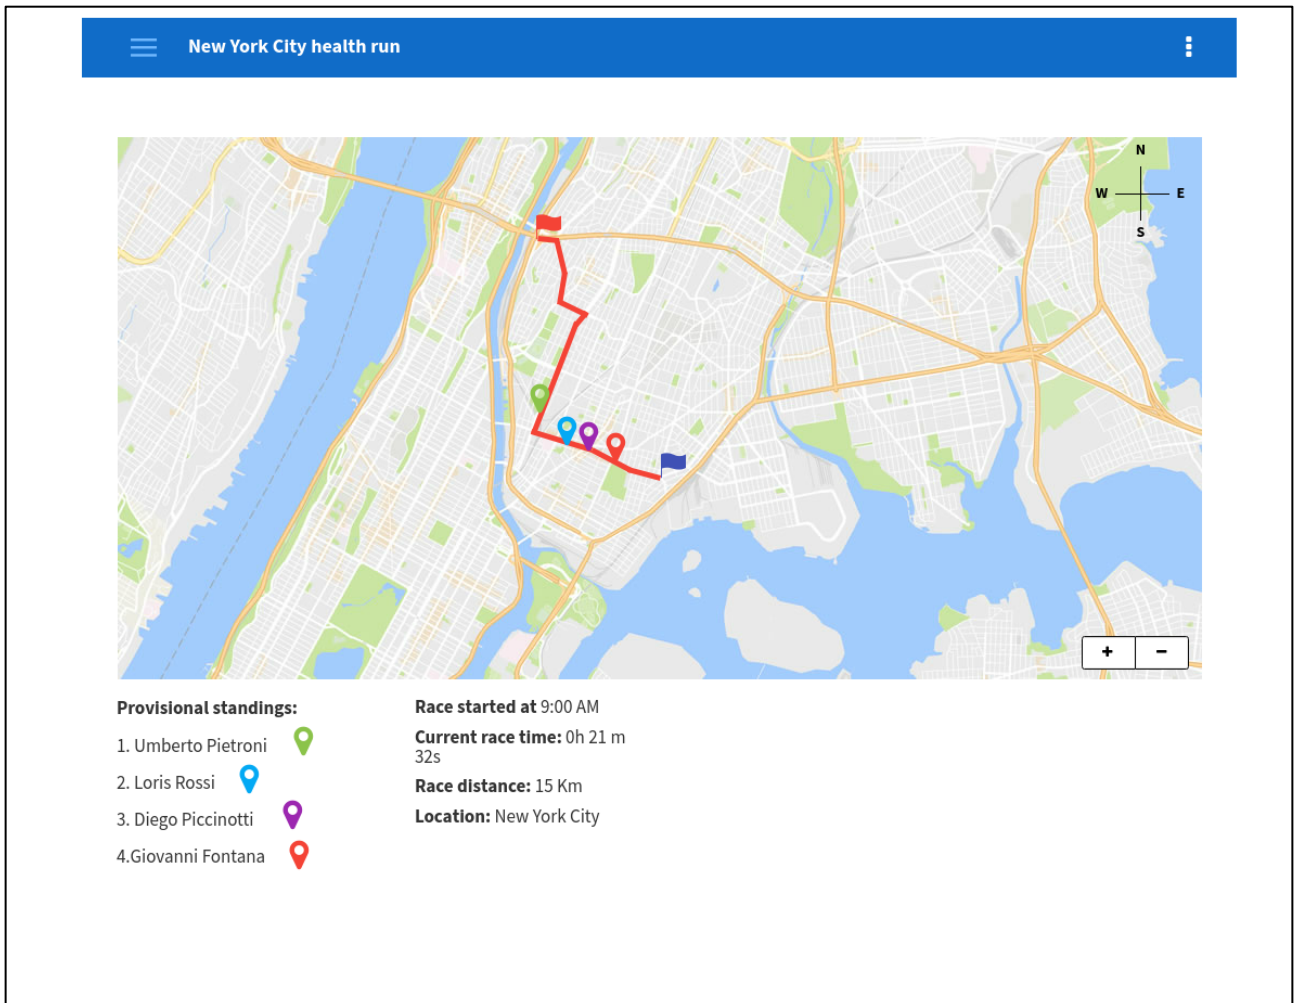 New York City health run
N
W E
S
+ −
Provisional standings:
1. Umberto Pietroni
2. Loris Rossi
3. Diego Piccinotti
4.Giovanni Fontana
Race started at 9:00 AM
Current race time: 0h 21 m
32s
Race distance: 15 Km
Location: New York City